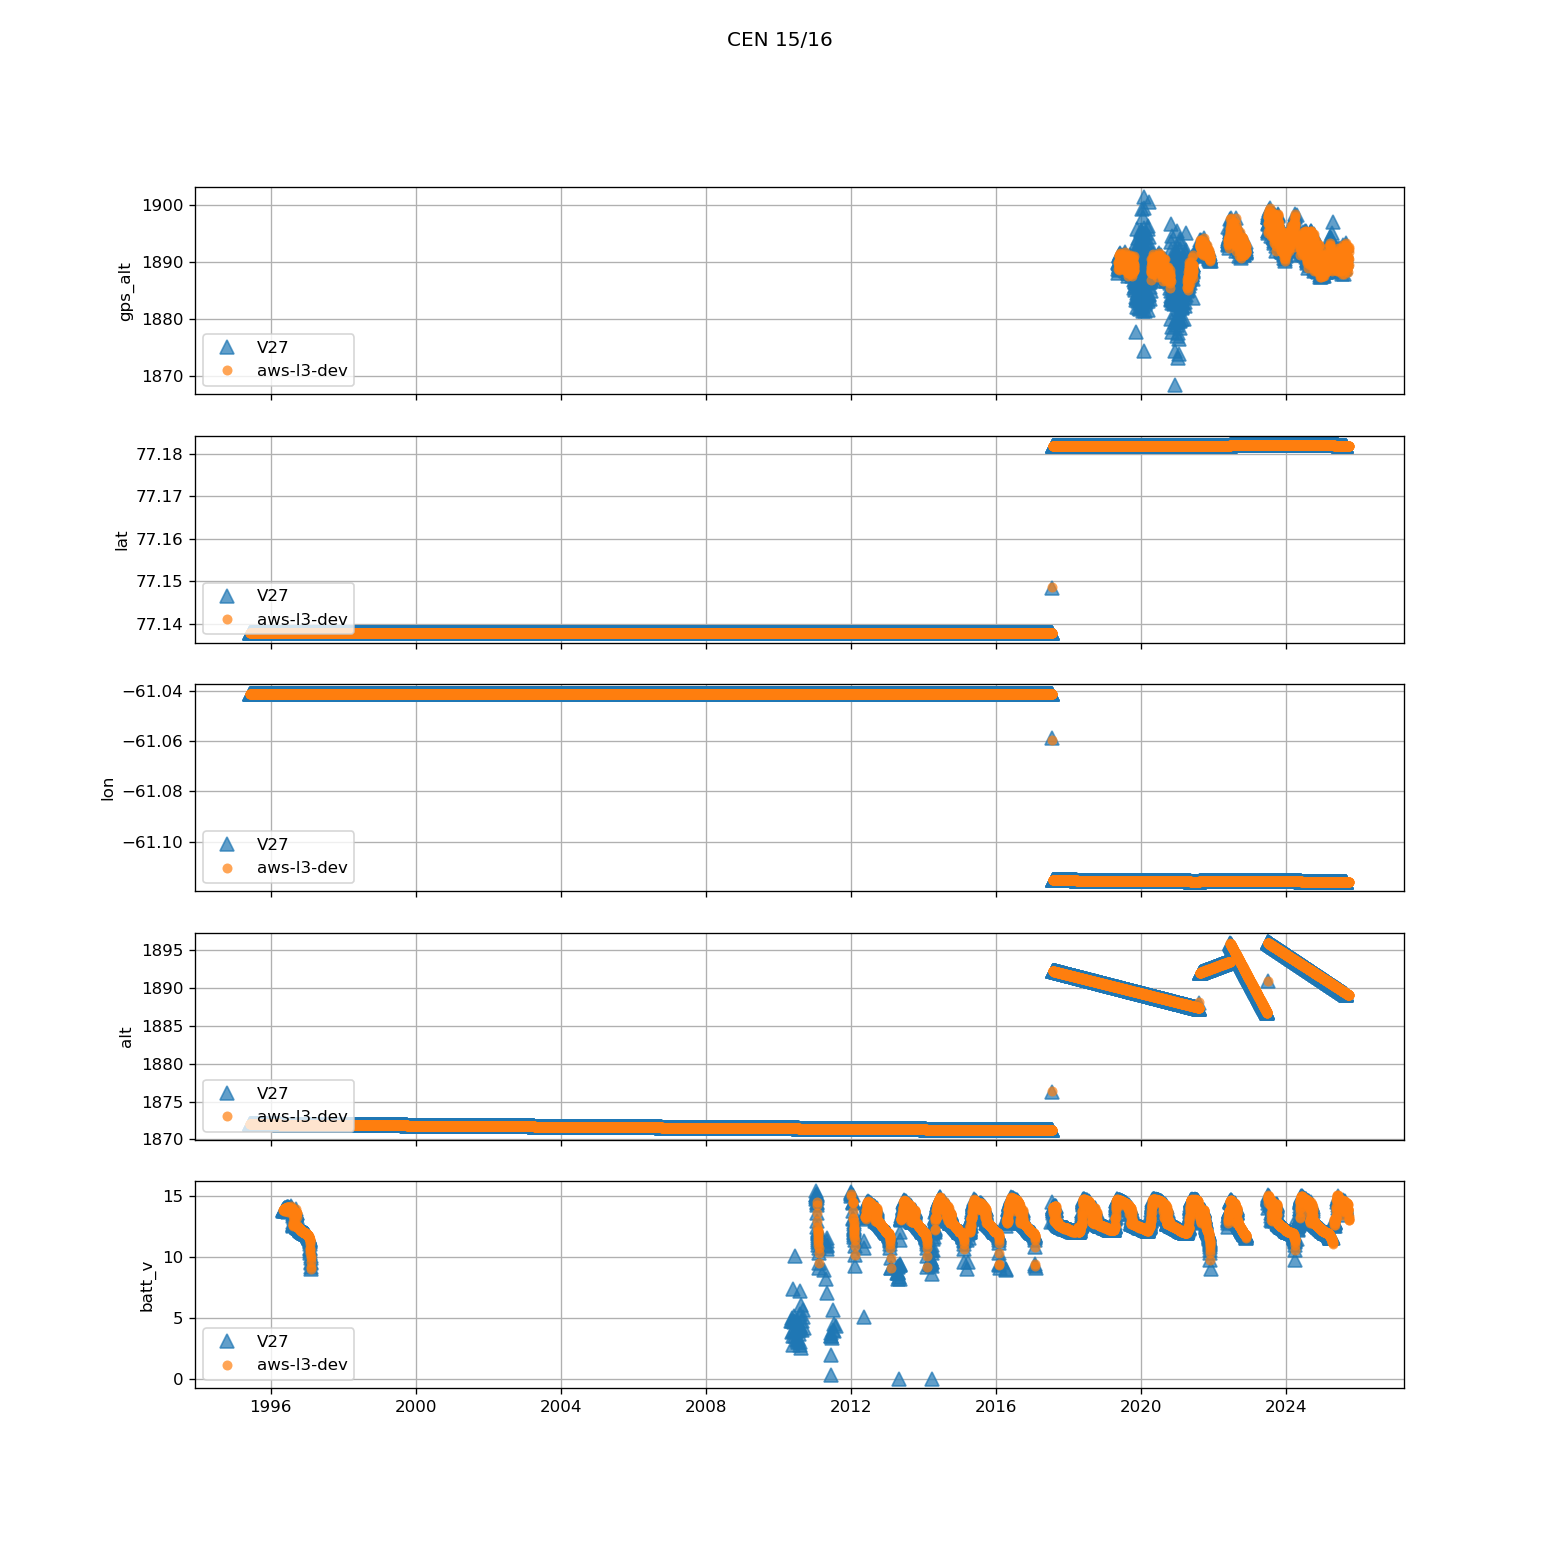 CEN 15/16
1900
1890
1880
1870
gps_alt
V27
aws-l3-dev
77.18
77.17
77.16
77.15
77.14
lat
V27
aws-l3-dev
−61.04
−61.06
−61.08
−61.10
lon
V27
aws-l3-dev
1895
1890
1885
1880
1875
1870
alt
V27
aws-l3-dev
15
10
5
0
batt_v
V27
aws-l3-dev
1996 2000 2004 2008 2012 2016 2020 2024